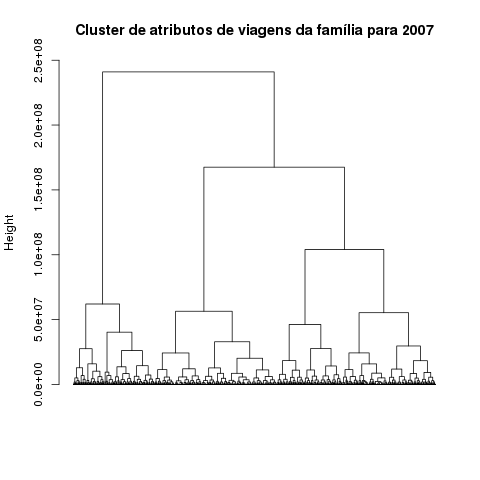 Cluster de atributos de viagens da família para 2007
2.5e+08
2.0e+08
1.5e+08
1.0e+08
5.0e+07
0.0e+00
Height